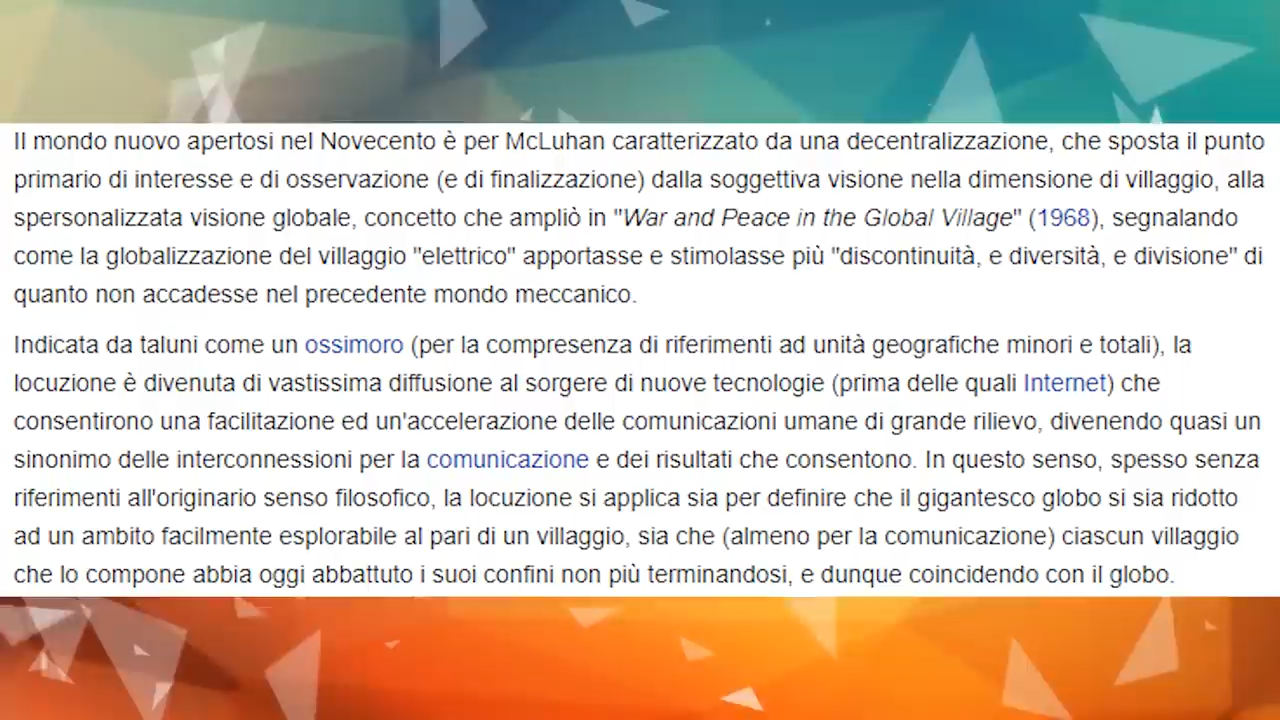 Il mondo nuovo apertosi nel Novecento è per McLuhan caratterizzato da una decentralizzazione, che sposta il punto
primario di interesse e di osservazione (e di finalizzazione) dalla soggettiva visione nella dimensione di villaggio, alla
spersonalizzata visione globale, concetto che ampliò in "War and Peace in the Global Village" (1968), segnalando
come la globalizzazione del villaggio "elettrico" apportasse e stimolasse più "discontinuità, e diversità, e divisione" di
quanto non accadesse nel precedente mondo meccanico.
Indicata da taluni come un ossimoro (per la compresenza di riferimenti ad unità geografiche minori e totali), la
locuzione è divenuta di vastissima diffusione al sorgere di nuove tecnologie (prima delle quali Internet) che
consentirono una facilitazione ed un'accelerazione delle comunicazioni umane di grande rilievo, divenendo quasi un
sinonimo delle interconnessioni per la comunicazione e dei risultati che consentono. In questo senso, spesso senza
riferimenti all'originario senso filosofico, la locuzione si applica sia per definire che il gigantesco globo si sia ridotto
ad un ambito facilmente esplorabile al pari di un villaggio, sia che (almeno per la comunicazione) ciascun villaggio
che lo compone abbia oggi abbattuto i suoi confini non più terminandosi, e dunque coincidendo con il globo.